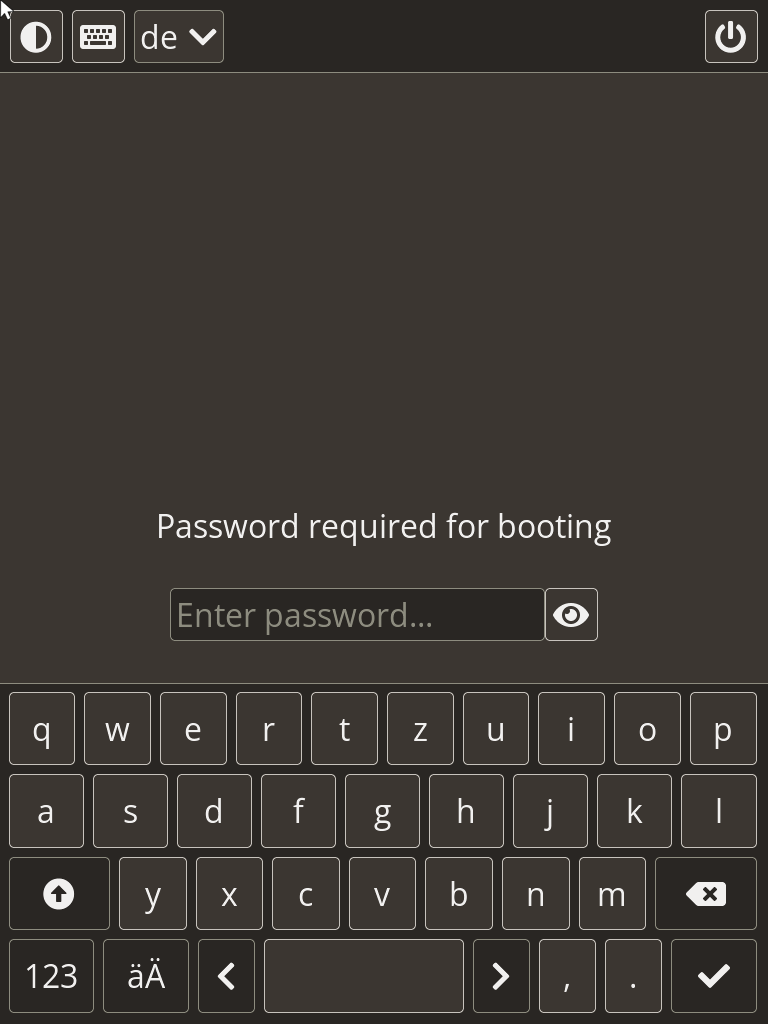 de
Password required for booting
Enter password...
q w e r t z u i o p
a s d f g h j k l
y x c v b n m
123 äÄ , .